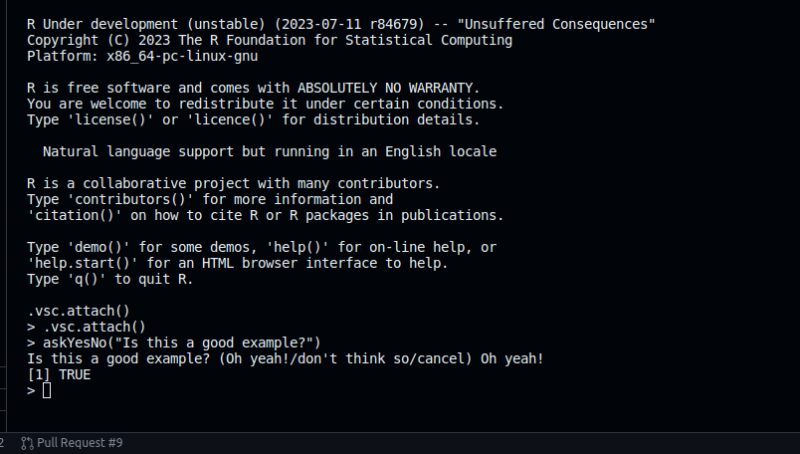 R Under development (unstable) (2023-07-11 r84679) -- "Unsuffered Consequences"
Copyright (C) 2023 The R Foundation for Statistical Computing
Platform: x86_64-pc-linux-gnu
R is free software and comes with ABSOLUTELY NO WARRANTY.
You are welcome to redistribute it under certain conditions.
Type 'license()' or 'licence()' for distribution details.
Natural language support but running in an English locale
R is a collaborative project with many contributors.
Type 'contributors()' for more information and
'citation()' on how to cite R or R packages in publications.
Type 'demo()' for some demos, 'help()' for on-line help, or
'help.start()' for an HTML browser interface to help.
Type 'q()' to quit R.
.vsc.attach()
> .vsc.attach()
> askYesNo("Is this a good example?")
Is this a good example? (Oh yeah!/don't think so/cancel) Oh yeah!
[1] TRUE
>
2 Pull Request #9